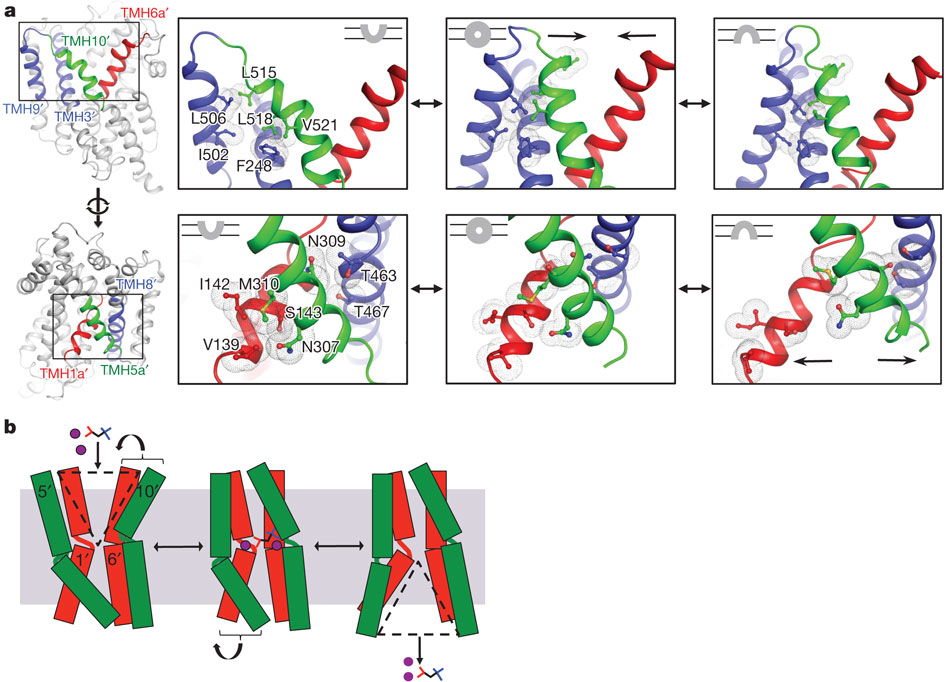 a
TMH6a′
TMH10′
TMH9′
TMH3′
L515
L506
L518
V521
I502
F248
TMH8′
TMH1a′
TMH5a′
N309
T463
I142 M310
S143
T467
V139
N307
b
5′
10′
1′
6′